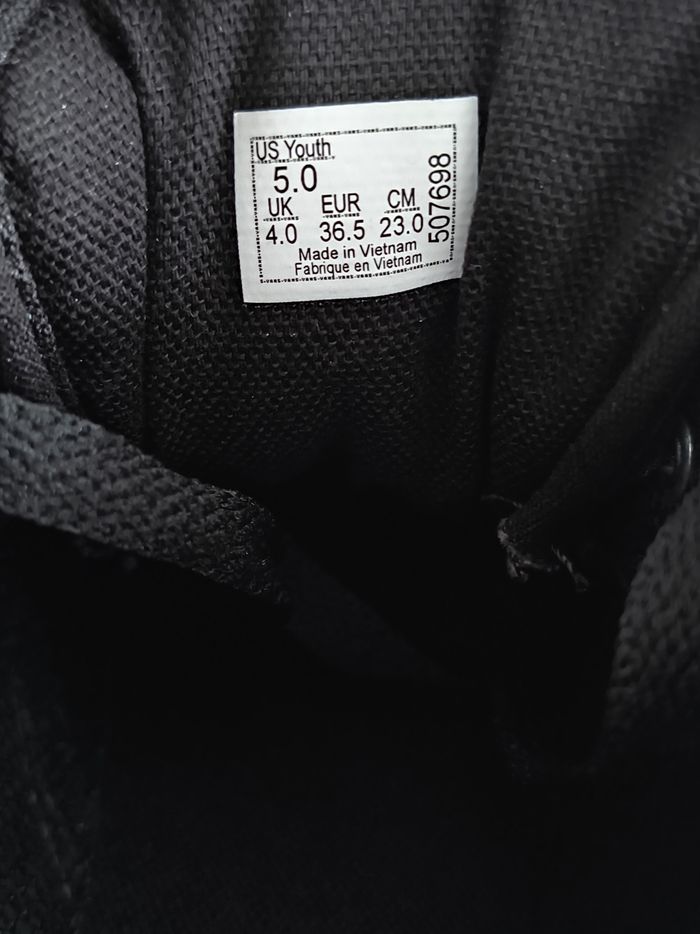 US Youth
5.0
UK EUR CM
4.0 36.5 23.0
Made in Vietnam
Fabrique en Vietnam
507698